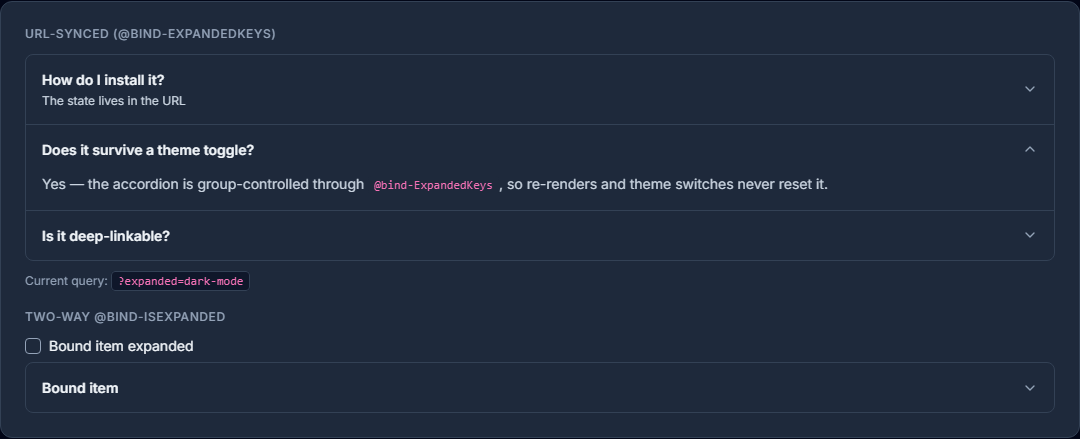 URL-SYNCED (@BIND-EXPANDEDKEYS)
How do I install it?
The state lives in the URL
Does it survive a theme toggle?
Yes — the accordion is group-controlled through @bind-ExpandedKeys , so re-renders and theme switches never reset it.
Is it deep-linkable?
Current query: ?expanded=dark-mode
TWO-WAY @BIND-ISEXPANDED
Bound item expanded
Bound item